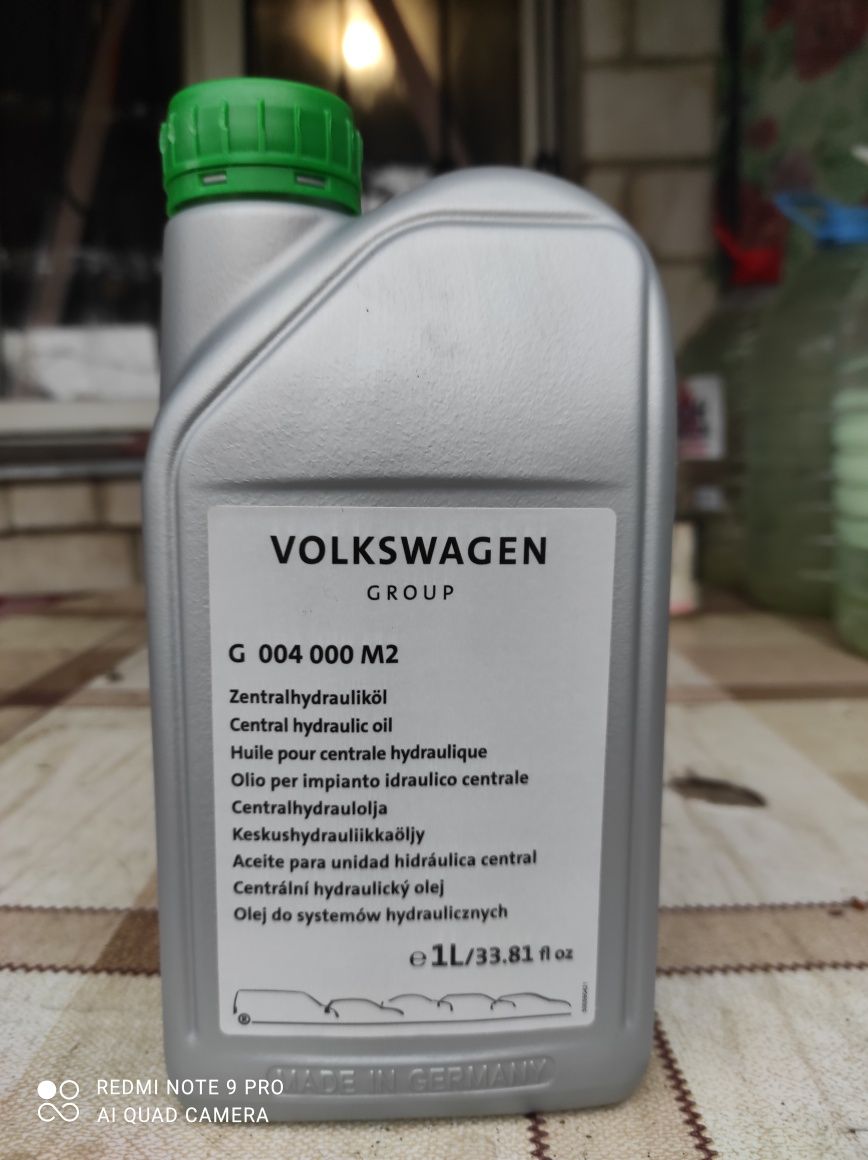 VOLKSWAGEN
GROUP
G 004 000 M2
Zentralhydrauliköl
Central hydraulic oil
Huile pour centrale hydraulique
Olio per impianto idraulico centrale
Centralhydraulolja
Keskushydrauliikkaöljy
Aceite para unidad hidráulica central
Centrální hydraulický olej
Olej do systemów hydraulicznych
℮ 1L/33.81 fl oz
®
MADE IN GERMANY
REDMI NOTE 9 PRO
AI QUAD CAMERA